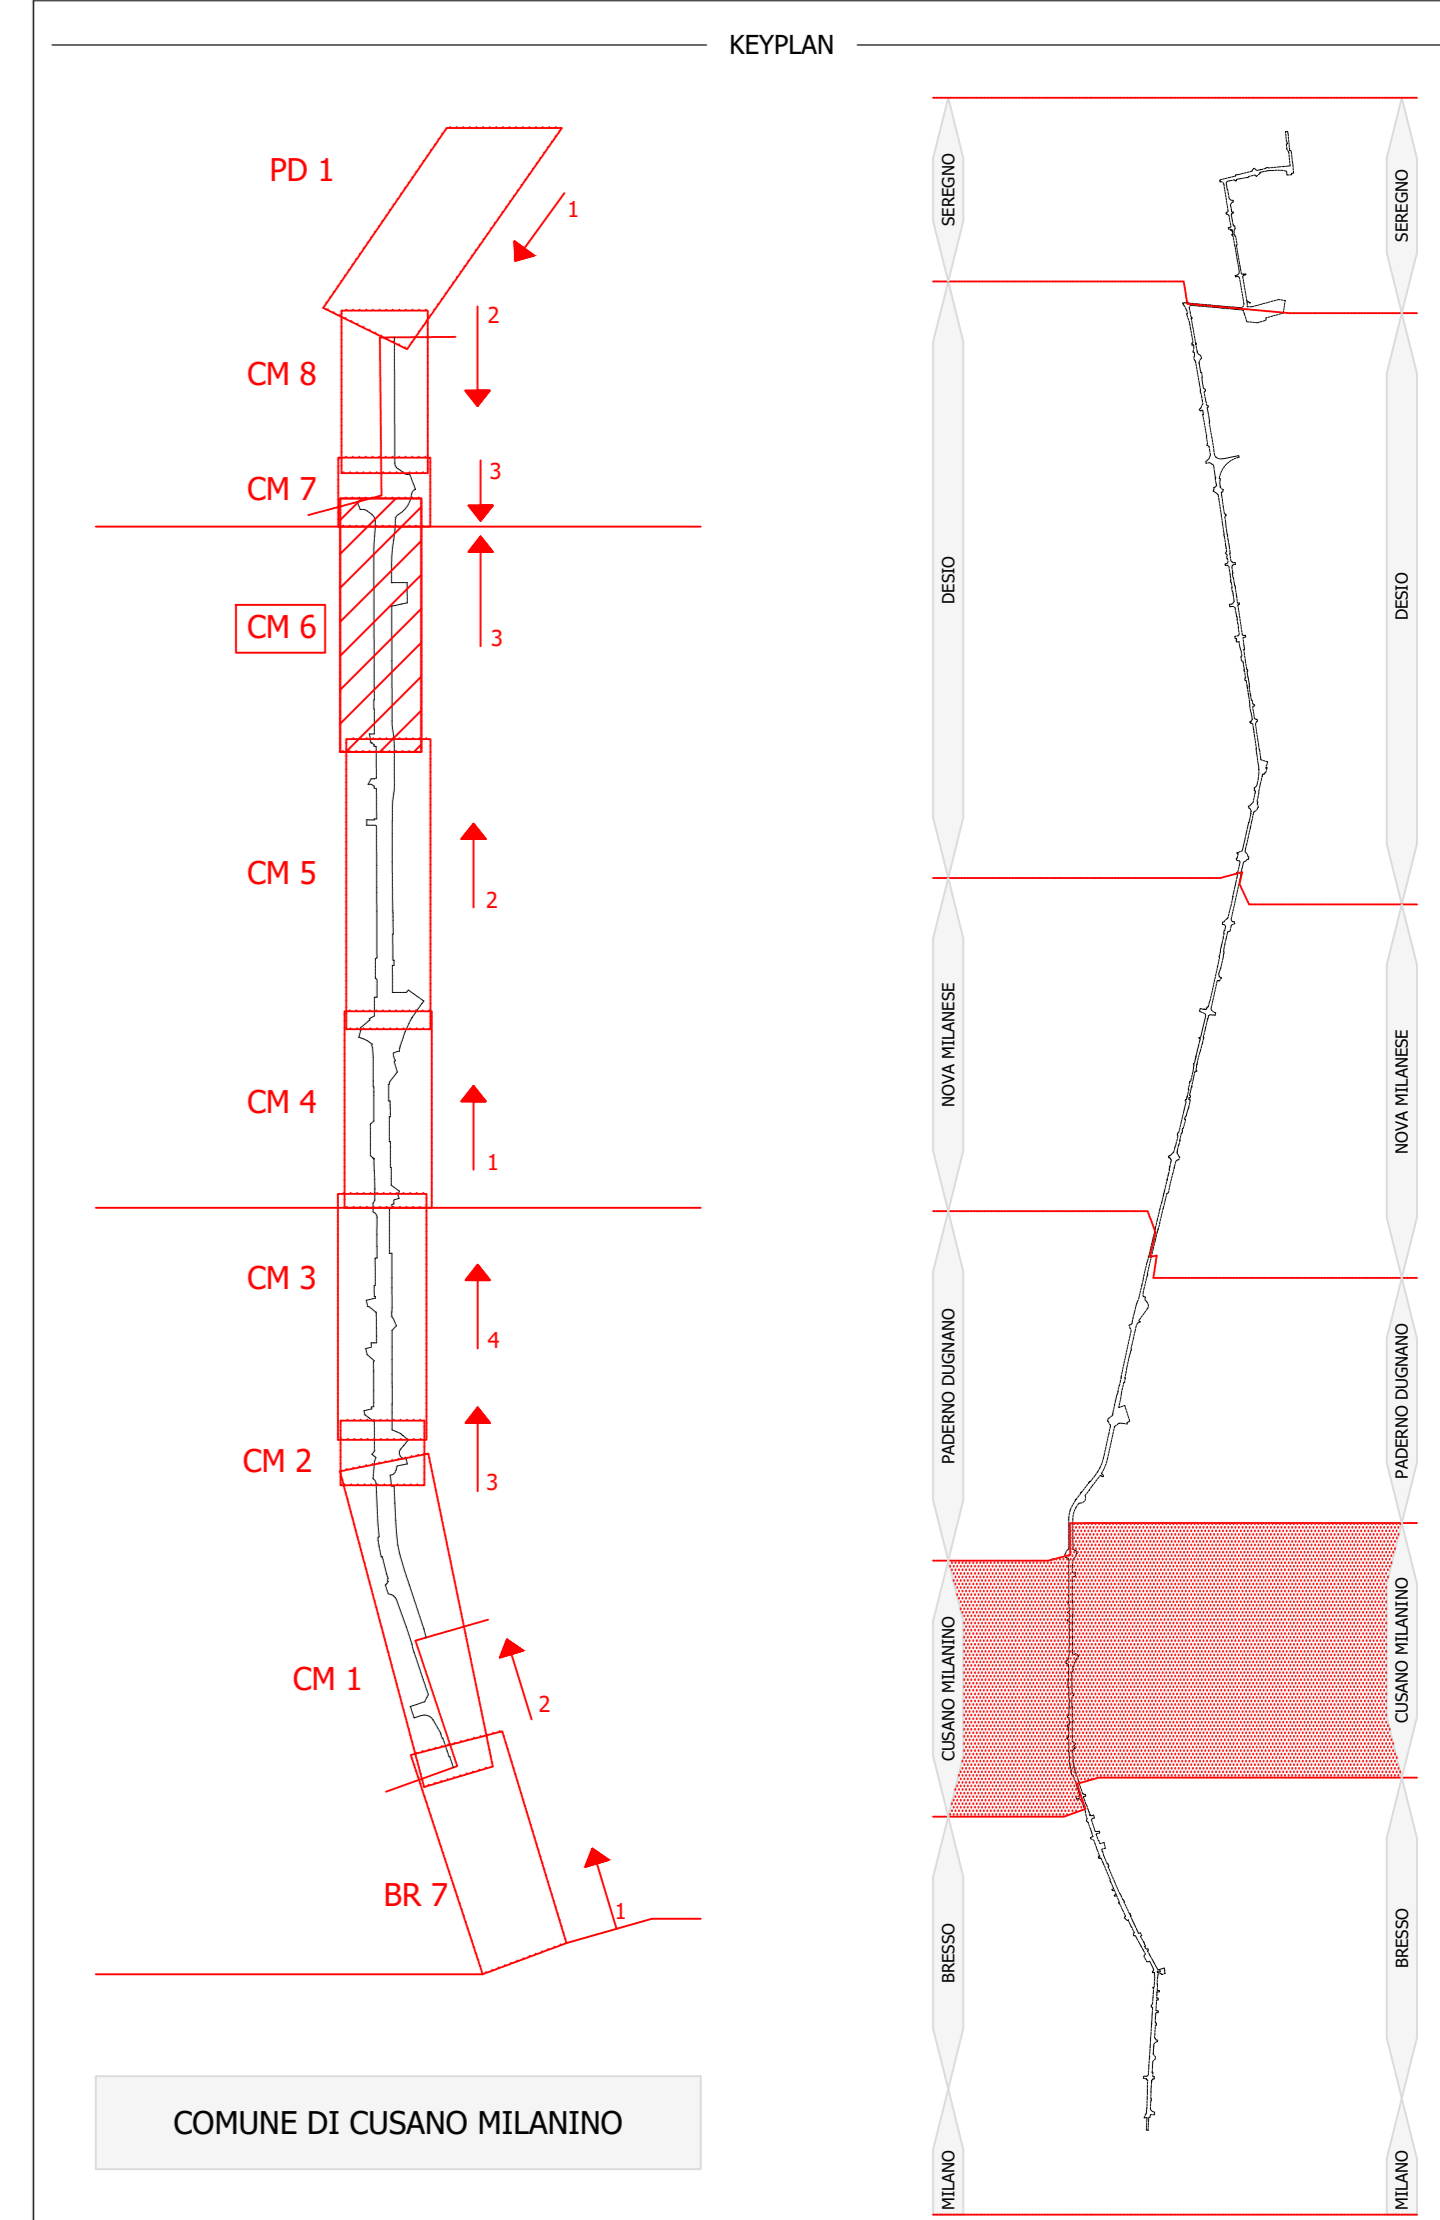 KEYPLAN
PD 1
1
2
CM 8
3
CM 7
CM 6
3
CM 5
2
CM 4
1
CM 3
4
CM 2
3
CM 1
2
BR 7
1
COMUNE DI CUSANO MILANINO
SEREGNO
SEREGNO
DESIO
DESIO
NOVA MILANESE
NOVA MILANESE
PADERNO DUGNANO
PADERNO DUGNANO
CUSANO MILANINO
CUSANO MILANINO
BRESSO
BRESSO
MILANO
MILANO